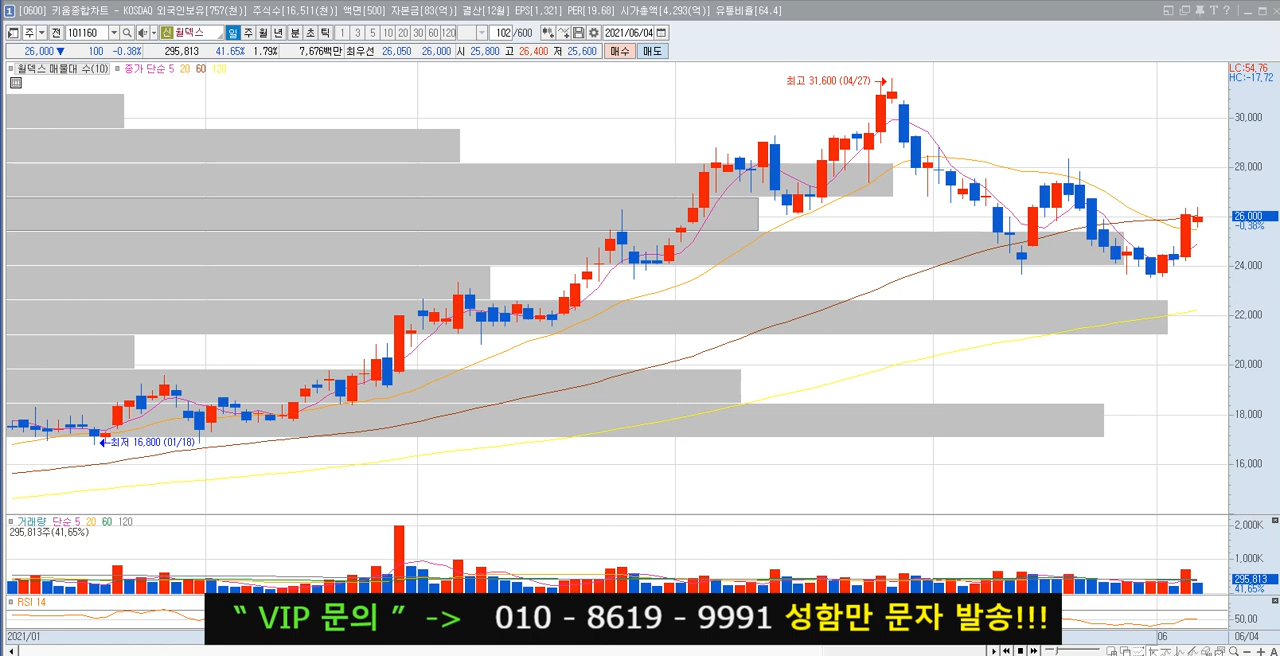 [0600] 키움종합차트 - KOSDAQ 외국인보유[757(천)] 주식수[16,511(천)] 액면[500] 자본금[83(억)] 결산[12월] EPS[1,321] PER[19.68] 시가총액[4,293(억)] 유통비율[64.4]
주 전 101160 신 월덱스 일 주 월 년 분 초 틱 1 3 5 10 20 30 60 120 102 /600 2021/06/04
26,000 ▼ 100 -0.38% 295,813 41.65% 1.79% 7,676백만 최우선 26,050 26,000 시 25,800 고 26,400 저 25,600 매수 매도
월덱스 매물대 수(10) 종가 단순 5 20 60 120
LC:54.76
HC:-17.72
최고 31,600 (04/27)
30,000
28,000
26,000
-0.38%
24,000
22,000
20,000
18,000
최저 16,800 (01/18)
16,000
거래량 단순 5 20 60 120
295,813주(41.65%)
2,000K
1,000K
295,813
41.65%
RSI 14
50.00
“ VIP 문의 ” -> 010 - 8619 - 9991 성함만 문자 발송!!!
2021/01 06 06/04